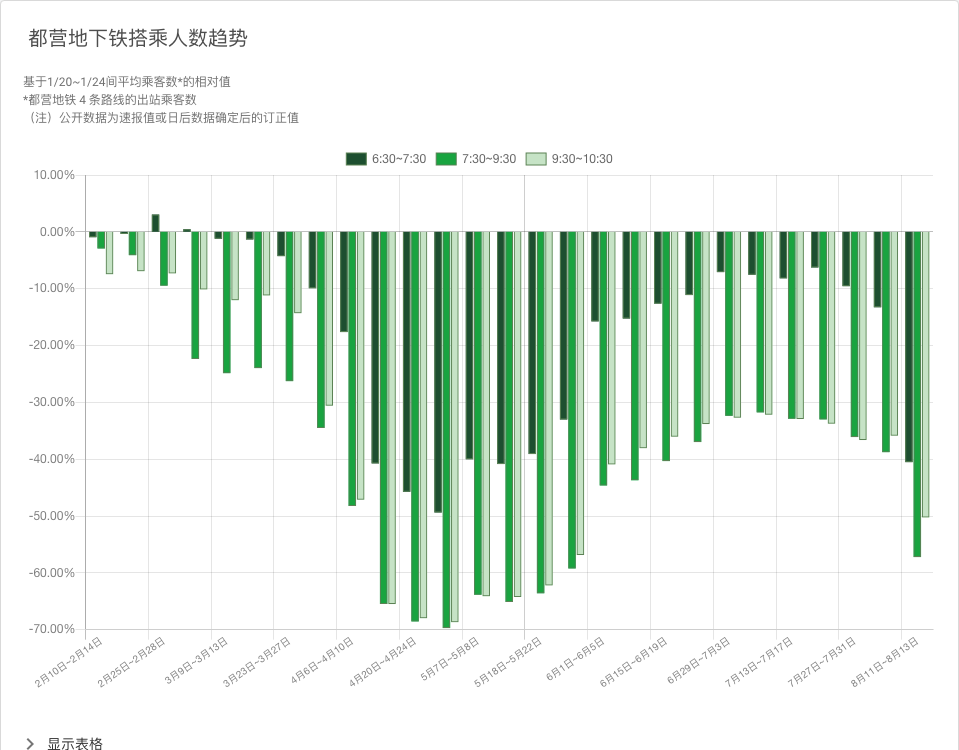 都营地下铁搭乘人数趋势
基于1/20~1/24间平均乘客数*的相对值
*都营地铁 4 条路线的出站乘客数
（注）公开数据为速报值或日后数据确定后的订正值
6:30~7:30 7:30~9:30 9:30~10:30
10.00%
0.00%
-10.00%
-20.00%
-30.00%
-40.00%
-50.00%
-60.00%
-70.00%
2月10日~2月14日
2月25日~2月28日
3月9日~3月13日
3月23日~3月27日
4月6日~4月10日
4月20日~4月24日
5月7日~5月8日
5月18日~5月22日
6月1日~6月5日
6月15日~6月19日
6月29日~7月3日
7月13日~7月17日
7月27日~7月31日
8月11日~8月13日
显示表格